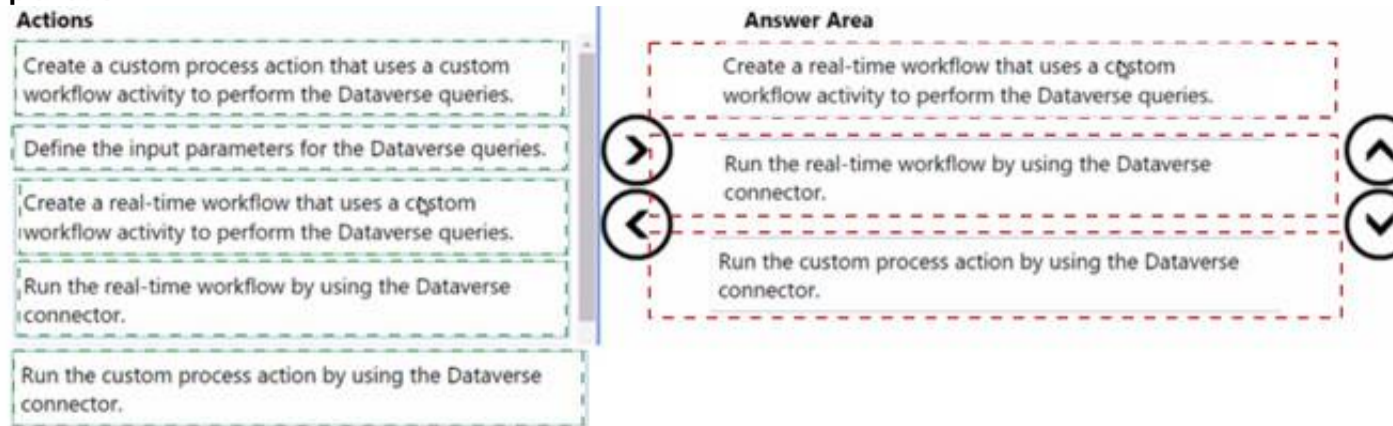 Actions
Create a custom process action that uses a custom
workflow activity to perform the Dataverse queries.
Define the input parameters for the Dataverse queries.
Create a real-time workflow that uses a custom
workflow activity to perform the Dataverse queries.
Run the real-time workflow by using the Dataverse
connector.
Run the custom process action by using the Dataverse
connector.
Answer Area
Create a real-time workflow that uses a custom
workflow activity to perform the Dataverse queries.
Run the real-time workflow by using the Dataverse
connector.
Run the custom process action by using the Dataverse
connector.